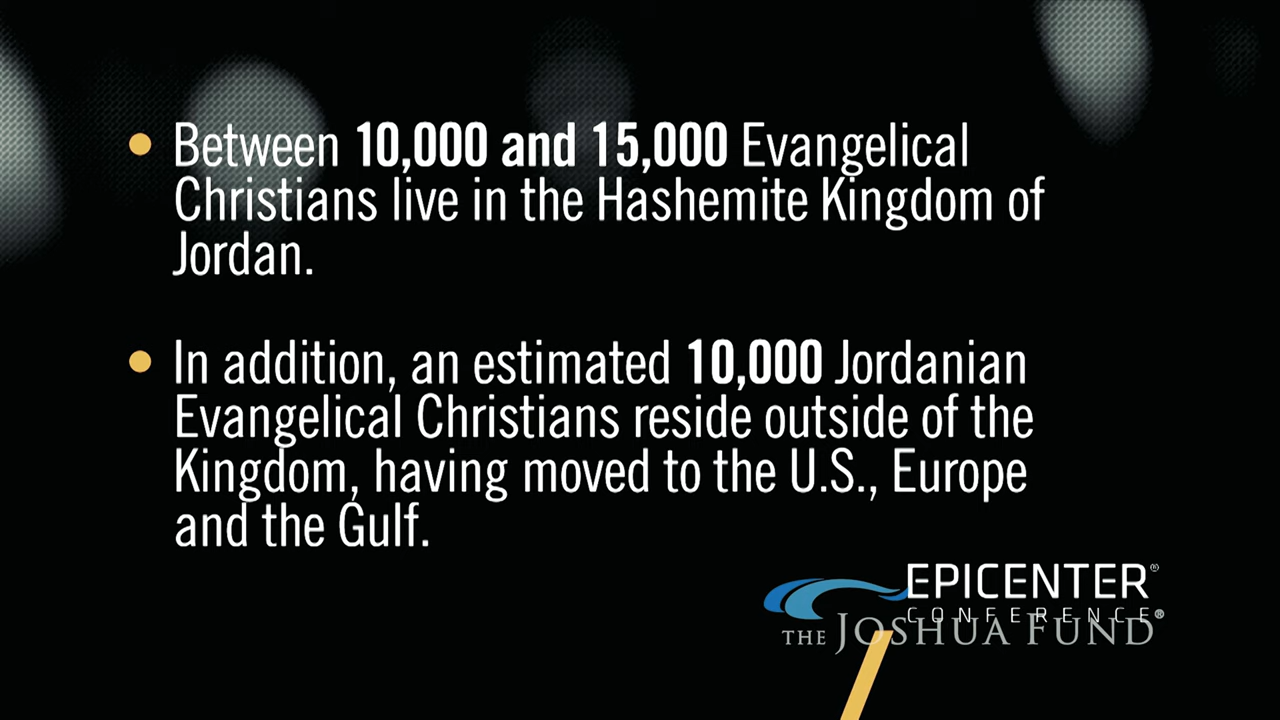 • Between 10,000 and 15,000 Evangelical
Christians live in the Hashemite Kingdom of
Jordan.
• In addition, an estimated 10,000 Jordanian
Evangelical Christians reside outside of the
Kingdom, having moved to the U.S., Europe
and the Gulf.
EPICENTER®
CONFERENCE®
THE JOSHUA FUND